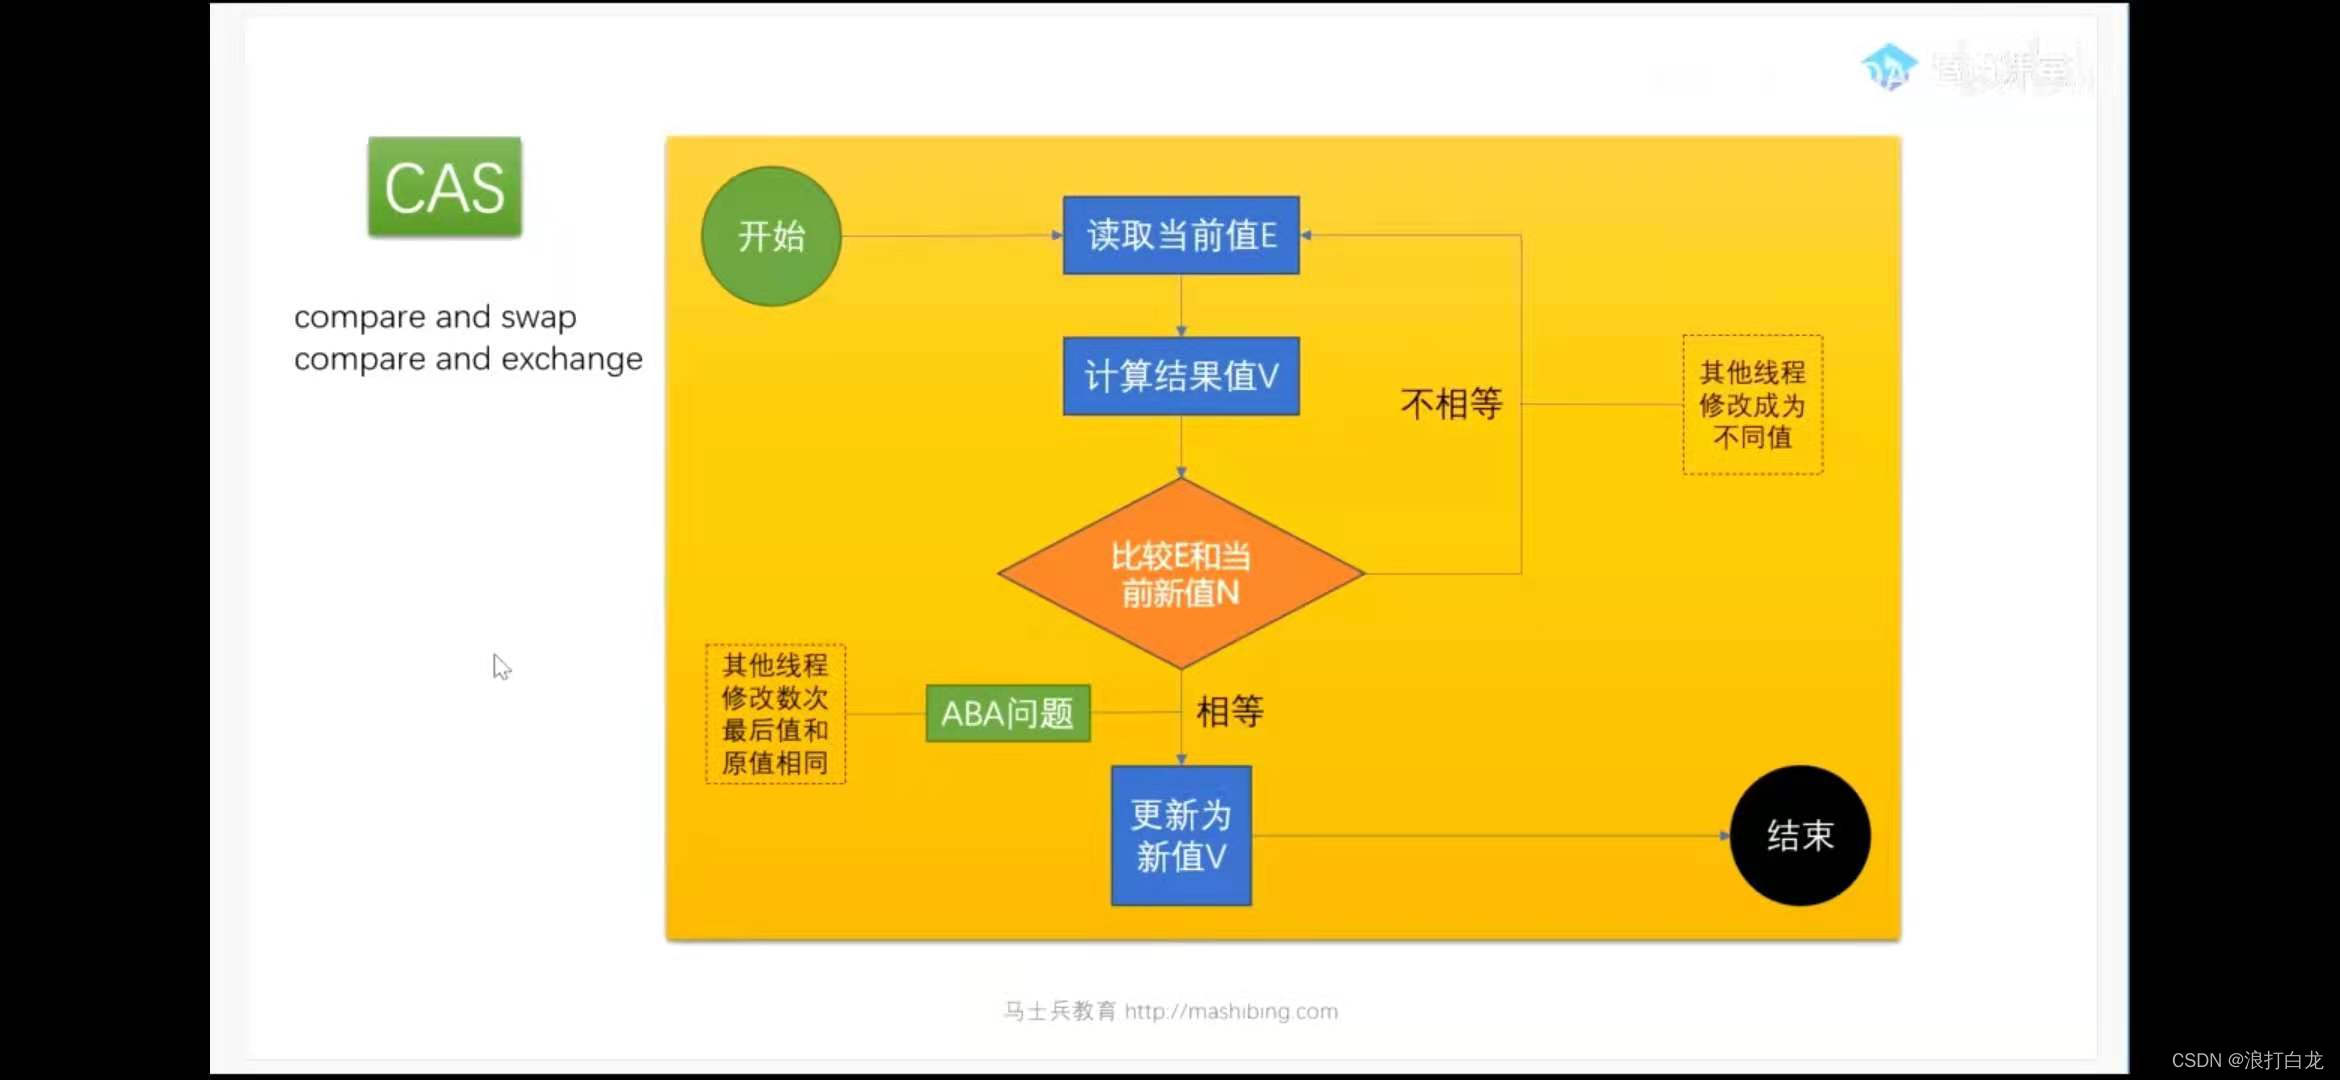 CAS
compare and swap
compare and exchange
开始
读取当前值E
计算结果值V
不相等
其他线程
修改成为
不同值
比较E和当
前新值N
其他线程
修改数次
最后值和
原值相同
ABA问题
相等
更新为
新值V
结束
马士兵教育 http://mashibing.com
CSDN @浪打白龙